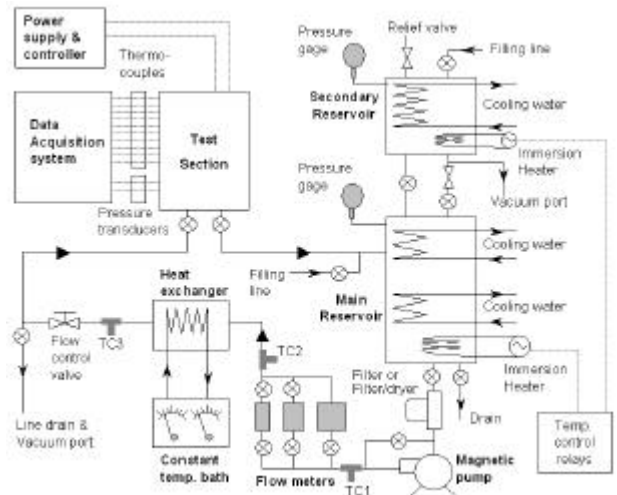 Power
supply &
controller
Thermo-
couples
Data
Acquisition
system
Test
Section
Pressure
transducers
Pressure
gage
Relief valve
Filling line
Secondary
Reservoir
Cooling water
Immersion
Heater
Vacuum port
Pressure
gage
Cooling water
Filling
line
Main
Reservoir
Cooling water
Immersion
Heater
Heat
exchanger
TC3
Flow
control
valve
TC2
Line drain &
Vacuum port
Constant
temp. bath
Flow meters
TC1
Filter or
Filter/dryer
Drain
Magnetic
pump
Temp.
control
relays